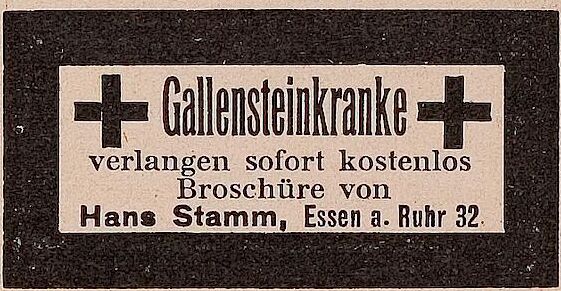 Gallensteinkranke
verlangen sofort kostenlos
Broschüre von
Hans Stamm, Essen a. Ruhr 32.